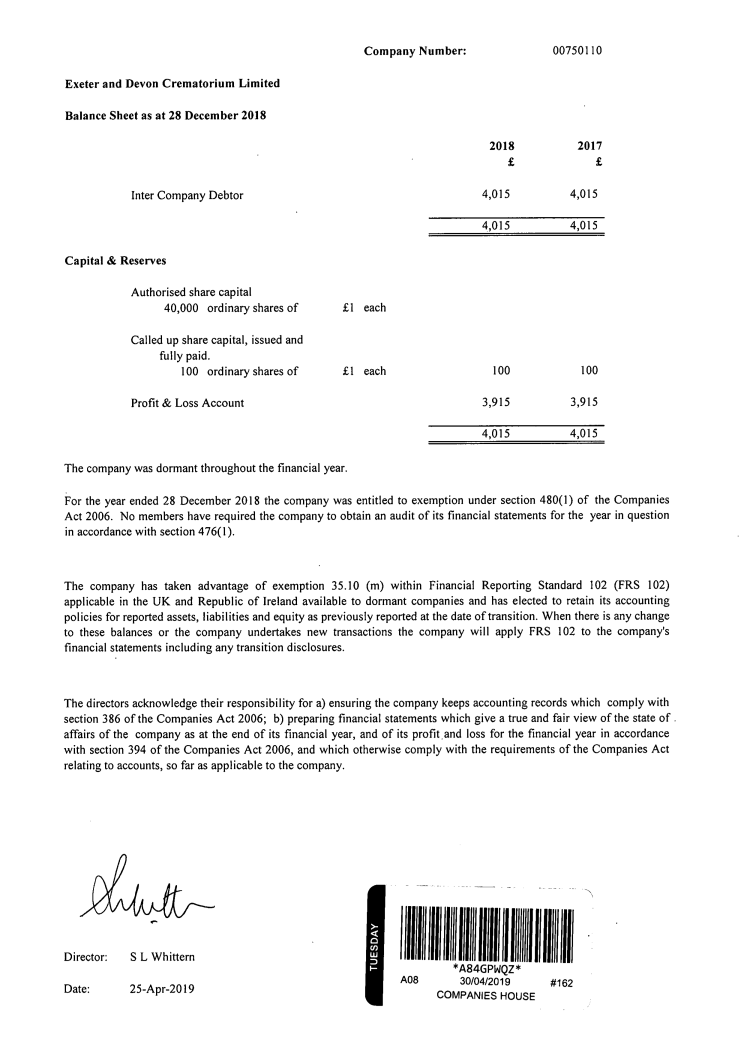 Company Number: 00750110
Exeter and Devon Crematorium Limited
Balance Sheet as at 28 December 2018
2018 2017
£ £
Inter Company Debtor 4,015 4,015
4,015 4,015
Capital & Reserves
Authorised share capital
40,000 ordinary shares of £1 each
Called up share capital, issued and
fully paid.
100 ordinary shares of £1 each 100 100
Profit & Loss Account 3,915 3,915
4,015 4,015
The company was dormant throughout the financial year.
For the year ended 28 December 2018 the company was entitled to exemption under section 480(1) of the Companies
Act 2006. No members have required the company to obtain an audit of its financial statements for the year in question
in accordance with section 476(1).
The company has taken advantage of exemption 35.10 (m) within Financial Reporting Standard 102 (FRS 102)
applicable in the UK and Republic of Ireland available to dormant companies and has elected to retain its accounting
policies for reported assets, liabilities and equity as previously reported at the date of transition. When there is any change
to these balances or the company undertakes new transactions the company will apply FRS 102 to the company's
financial statements including any transition disclosures.
The directors acknowledge their responsibility for a) ensuring the company keeps accounting records which comply with
section 386 of the Companies Act 2006; b) preparing financial statements which give a true and fair view of the state of
affairs of the company as at the end of its financial year, and of its profit and loss for the financial year in accordance
with section 394 of the Companies Act 2006, and which otherwise comply with the requirements of the Companies Act
relating to accounts, so far as applicable to the company.
Director: S L Whittern
Date: 25-Apr-2019
TUESDAY
*A84GPWQZ*
A08 30/04/2019 #162
COMPANIES HOUSE